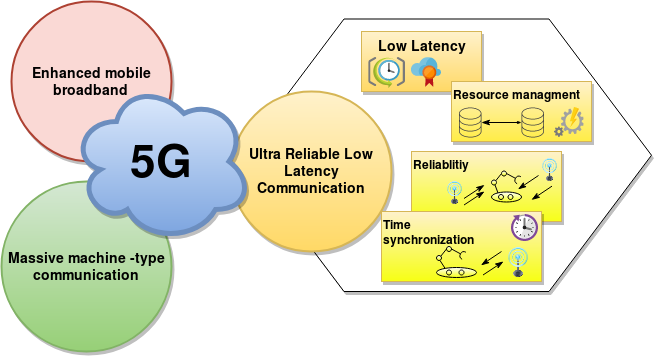 Enhanced mobile
broadband
5G
Massive machine -type
communication
Ultra Reliable Low
Latency
Communication
Low Latency
Resource managment
Reliablitiy
Time
synchronization